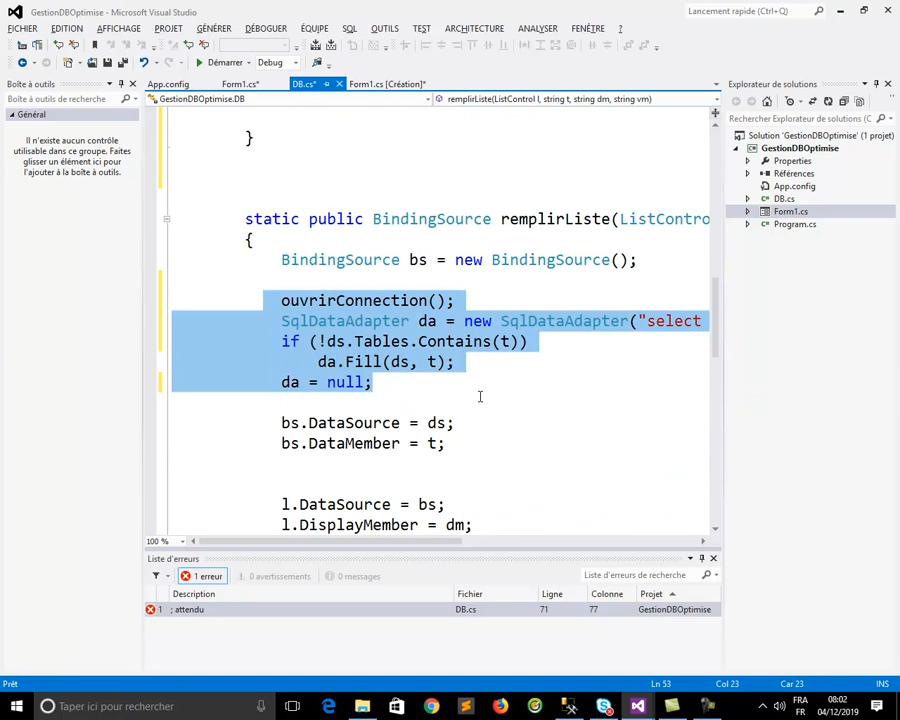 GestionDBOptimise - Microsoft Visual Studio
Lancement rapide (Ctrl+Q)
FICHIER EDITION AFFICHAGE PROJET GÉNÉRER DÉBOGUER ÉQUIPE SQL OUTILS TEST ARCHITECTURE ANALYSER FENÊTRE ?
Démarrer Debug
Boîte à outils
App.config Form1.cs* DB.cs* Form1.cs [Création]*
Explorateur de solutions
Boîte à outils de recherche
GestionDBOptimise.DB
remplirListe(ListControl l, string t, string dm, string vm)
Général
Il n'existe aucun contrôle
utilisable dans ce groupe. Faites
glisser un élément ici pour
l'ajouter à la boîte à outils.
Rechercher Explorateur de solutions (
Solution 'GestionDBOptimise' (1 projet)
GestionDBOptimise
Properties
Références
App.config
DB.cs
Form1.cs
Program.cs
}
static public BindingSource remplirListe(ListContro
{
BindingSource bs = new BindingSource();
ouvrirConnection();
SqlDataAdapter da = new SqlDataAdapter("select
if (!ds.Tables.Contains(t))
da.Fill(ds, t);
da = null;
bs.DataSource = ds;
bs.DataMember = t;
l.DataSource = bs;
l.DisplayMember = dm;
100 %
Liste d'erreurs
1 erreur 0 avertissements 0 messages
Liste d'erreurs de recherche
Description Fichier Ligne Colonne Projet
1 ; attendu DB.cs 71 77 GestionDBOptimise
Prêt Ln 53 Col 23 Car 23 INS
Taper ici pour rechercher
FRA
FR
08:02
04/12/2019